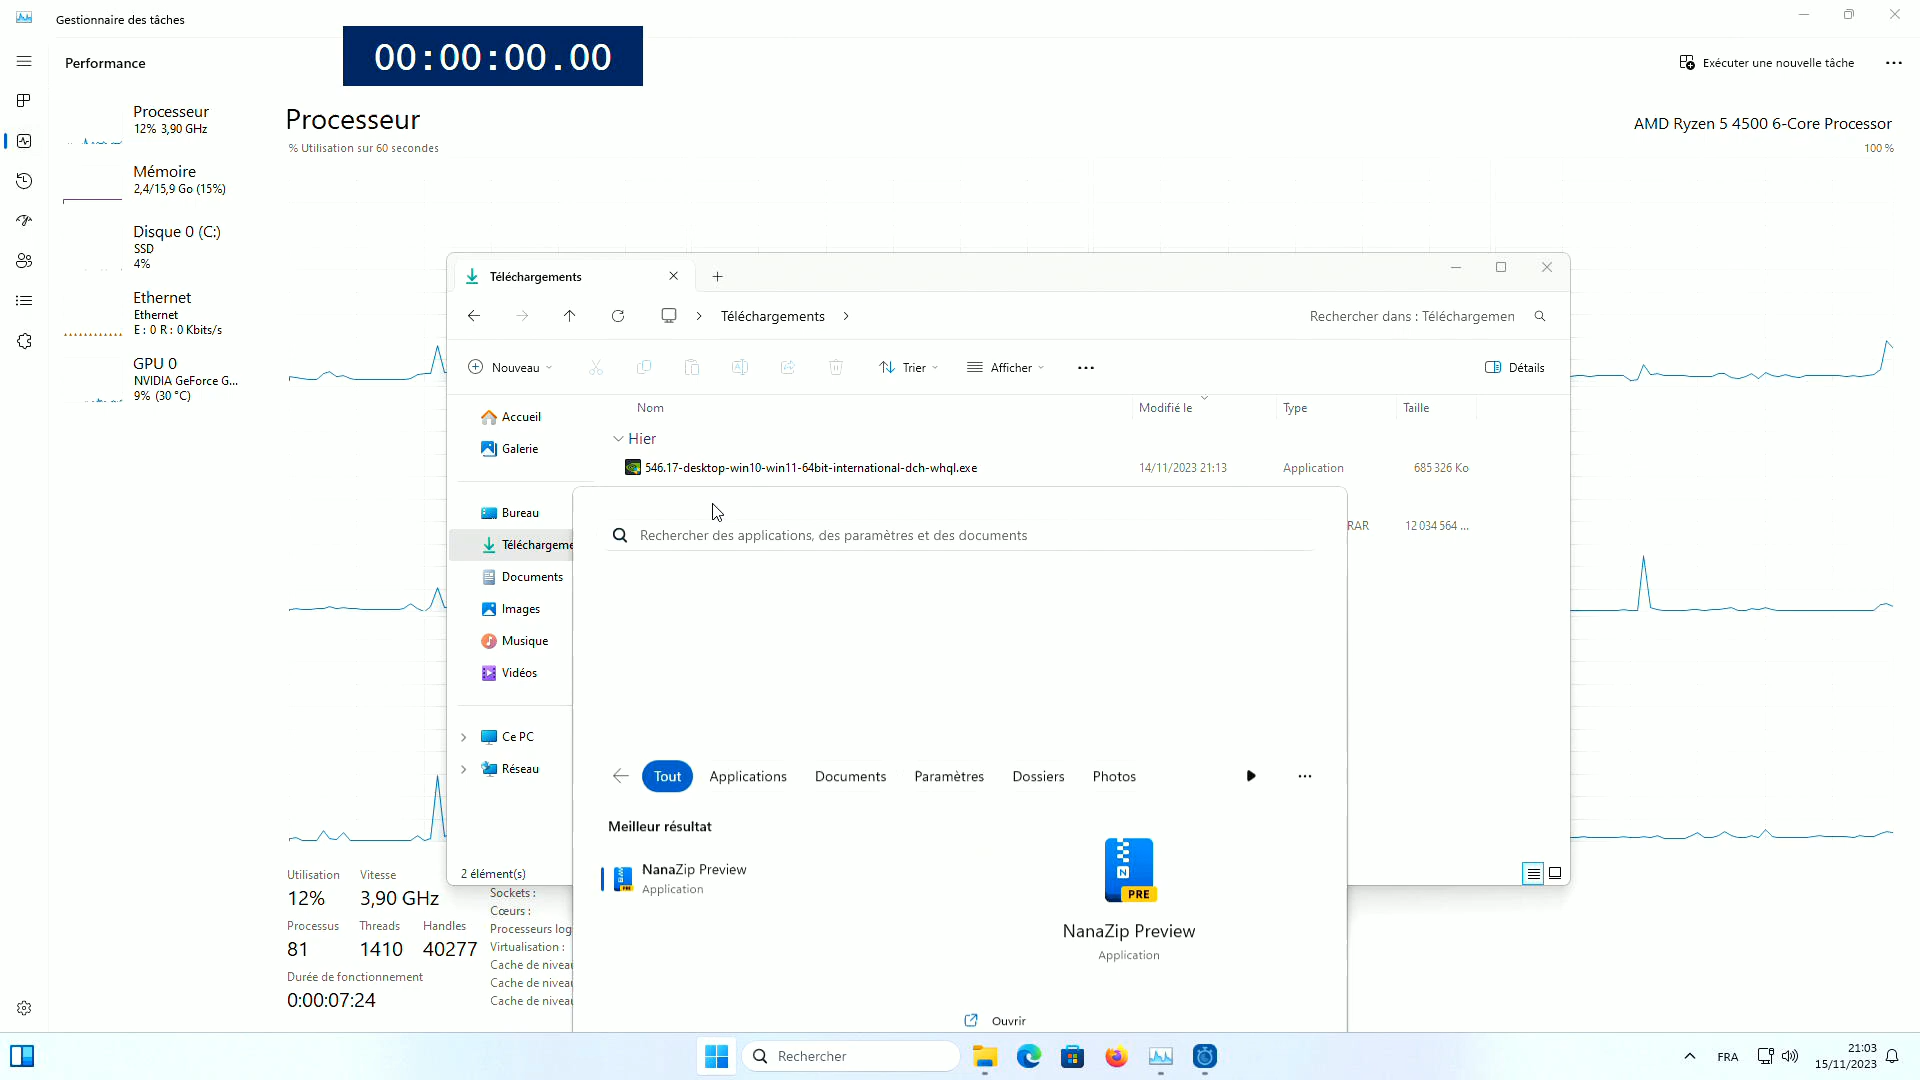 Gestionnaire des tâches
00:00:00.00
Performance
Exécuter une nouvelle tâche
Processeur
12% 3,90 GHz
Mémoire
2,4/15,9 Go (15%)
Disque 0 (C:)
SSD
4%
Ethernet
Ethernet
E : 0 R : 0 Kbits/s
GPU 0
NVIDIA GeForce G...
9% (30 °C)
Processeur
AMD Ryzen 5 4500 6-Core Processor
% Utilisation sur 60 secondes
100 %
Téléchargements
Téléchargements
Rechercher dans : Téléchargemen
Nouveau
Trier
Afficher
Détails
Accueil
Galerie
Bureau
Téléchargeme
Documents
Images
Musique
Vidéos
Ce PC
Réseau
Nom
Modifié le
Type
Taille
Hier
546.17-desktop-win10-win11-64bit-international-dch-whql.exe
14/11/2023 21:13
Application
685 326 Ko
RAR
12 034 564 ...
2 élément(s)
Rechercher des applications, des paramètres et des documents
Tout
Applications
Documents
Paramètres
Dossiers
Photos
Meilleur résultat
NanaZip Preview
Application
N
PRE
NanaZip Preview
Application
Ouvrir
Utilisation
Vitesse
12%
3,90 GHz
Processus
Threads
Handles
81
1410
40277
Durée de fonctionnement
0:00:07:24
Sockets :
Cœurs :
Processeurs log
Virtualisation :
Cache de nivea
Cache de nivea
Cache de nivea
Rechercher
FRA
21:03
15/11/2023